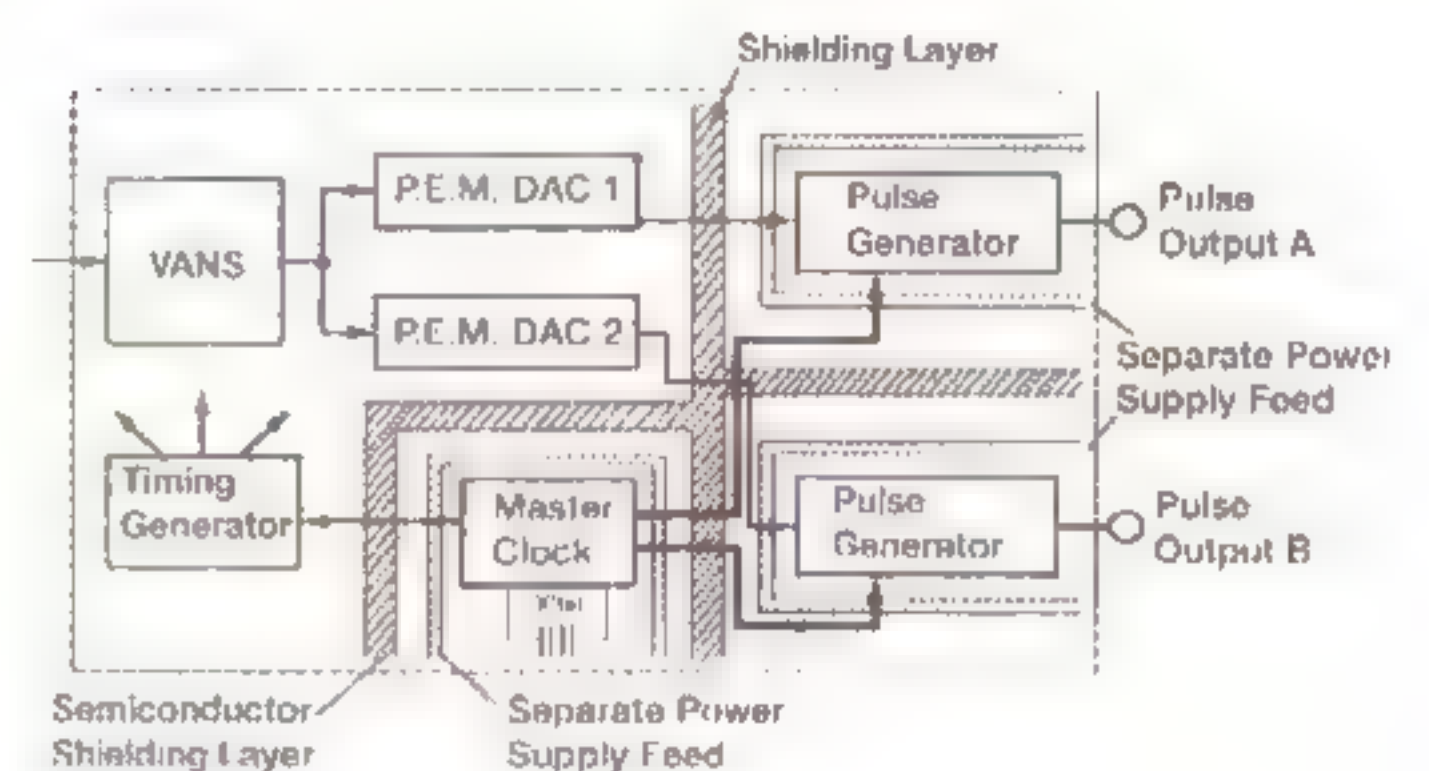 Shielding Layer
P.E.M. DAC 1
Pulse
Generator
Pulse
Output A
VANS
P.E.M. DAC 2
Separate Power
Supply Feed
Timing
Generator
Master
Clock
Pulse
Generator
Pulse
Output B
Semiconductor
Shielding Layer
Separate Power
Supply Feed